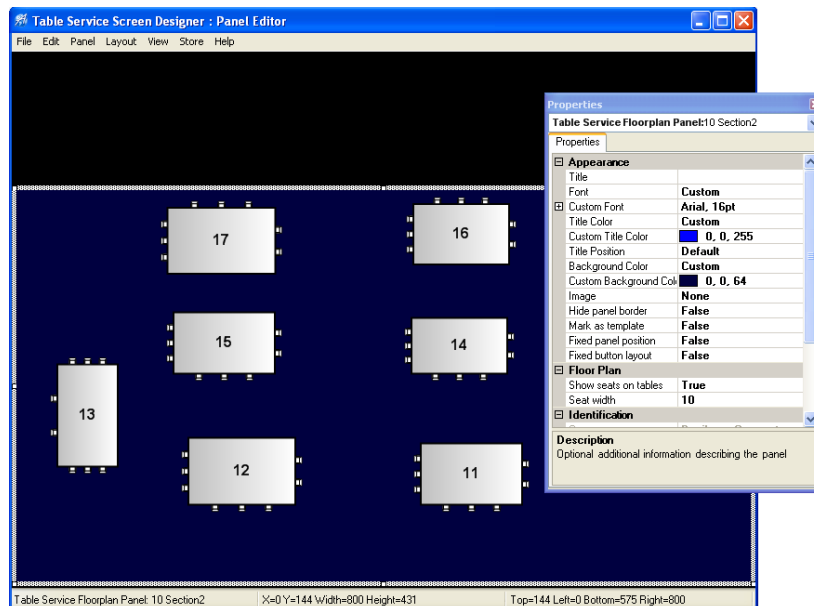 Table Service Screen Designer : Panel Editor
File Edit Panel Layout View Store Help
Properties
Table Service Floorplan Panel:10 Section2
Properties
Appearance
Title
Font Custom
Custom Font Arial, 16pt
Title Color Custom
Custom Title Color 0, 0, 255
Title Position Default
Background Color Custom
Custom Background Col 0, 0, 64
Image None
Hide panel border False
Mark as template False
Fixed panel position False
Fixed button layout False
Floor Plan
Show seats on tables True
Seat width 10
Identification
Description
Optional additional information describing the panel
17
16
15
14
13
12
11
Table Service Floorplan Panel: 10 Section2 X=0 Y=144 Width=800 Height=431 Top=144 Left=0 Bottom=575 Right=800